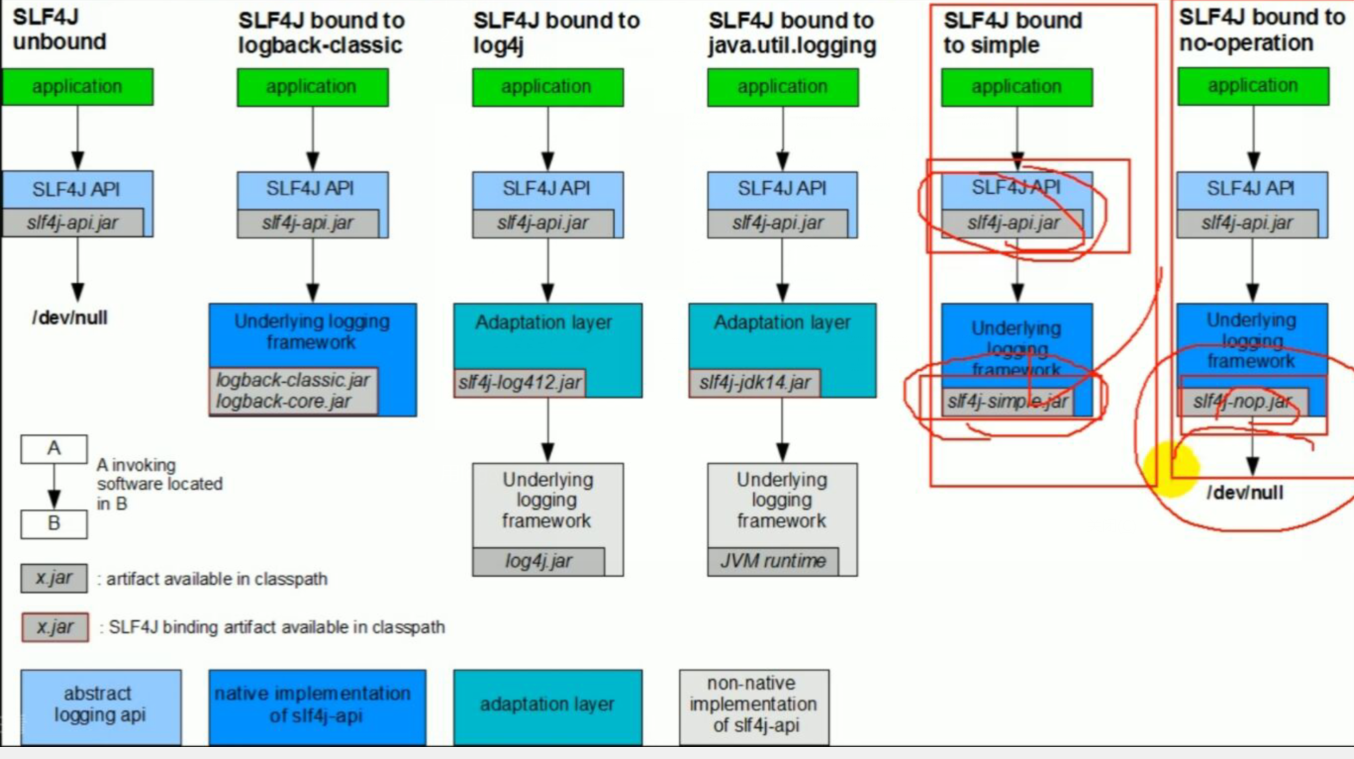 SLF4J
unbound
SLF4J bound to
logback-classic
SLF4J bound to
log4j
SLF4J bound to
java.util.logging
SLF4J bound
to simple
SLF4J bound to
no-operation
application
application
application
application
application
application
SLF4J API
slf4j-api.jar
SLF4J API
slf4j-api.jar
SLF4J API
slf4j-api.jar
SLF4J API
slf4j-api.jar
SLF4J API
slf4j-api.jar
SLF4J API
slf4j-api.jar
/dev/null
Underlying logging
framework
logback-classic.jar
logback-core.jar
Adaptation layer
slf4j-log412.jar
Adaptation layer
slf4j-jdk14.jar
Underlying
logging
framework
slf4j-simple.jar
Underlying
logging
framework
slf4j-nop.jar
Underlying
logging
framework
log4j.jar
Underlying
logging
framework
JVM runtime
/dev/null
A
B
A invoking
software located
in B
x.jar : artifact available in classpath
x.jar : SLF4J binding artifact available in classpath
abstract
logging api
native implementation
of slf4j-api
adaptation layer
non-native
implementation
of slf4j-api